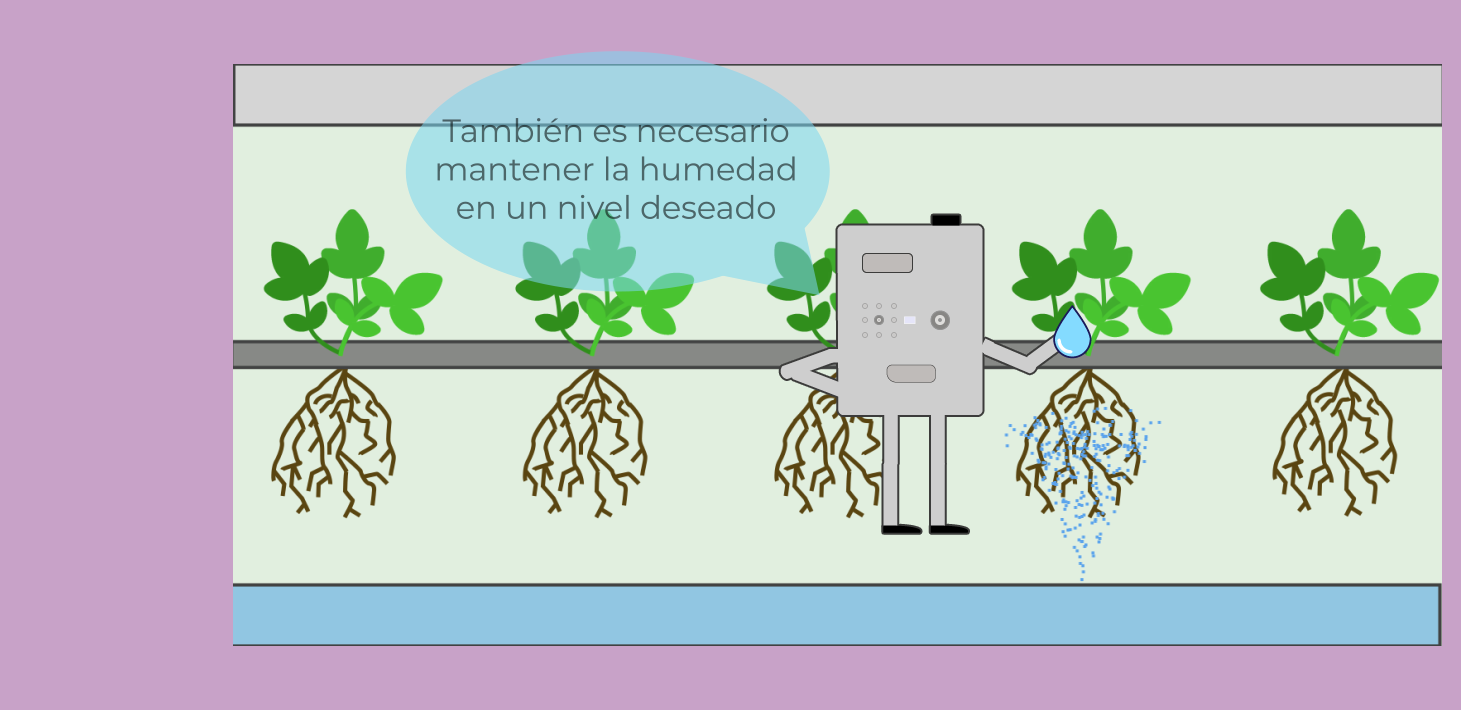 También es necesario
mantener la humedad
en un nivel deseado